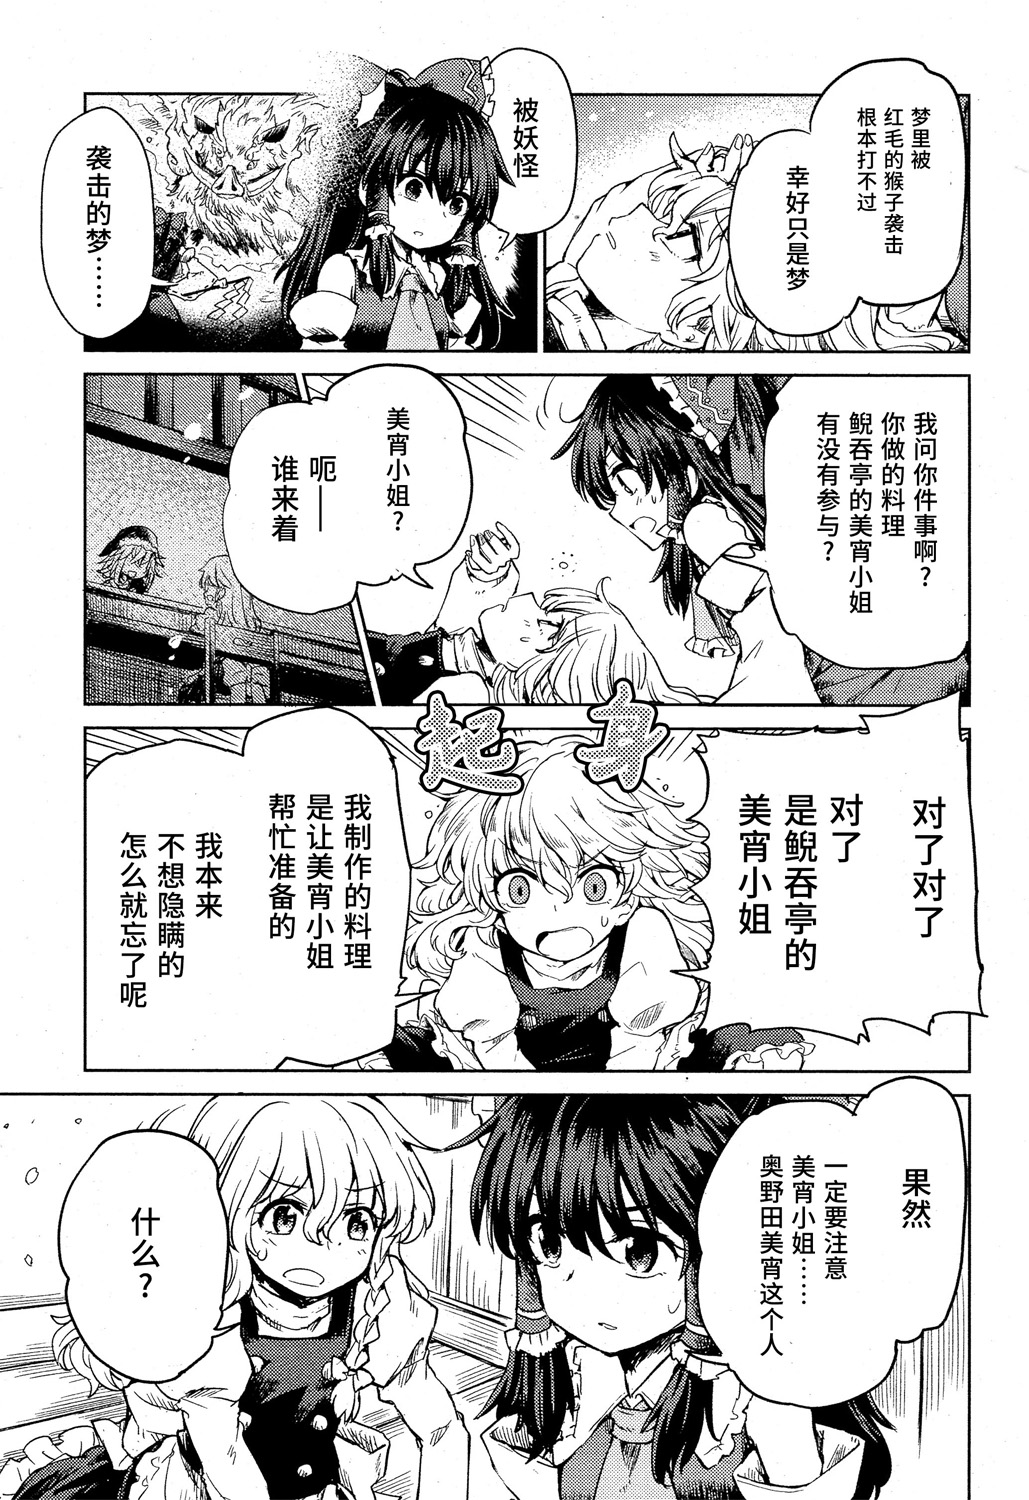 梦里被
红毛的猴子袭击
根本打不过
幸好只是梦
被妖怪
袭击的梦……
我问你件事啊？
你做的料理
鲵吞亭的美宵小姐
有没有参与？
美宵小姐？
呃——
谁来着
起身
对了对了
对了
是鲵吞亭的
美宵小姐
我制作的料理
是让美宵小姐
帮忙准备的
我本来
不想隐瞒的
怎么就忘了呢
果然
一定要注意
美宵小姐……
奥野田美宵这个人
什么？